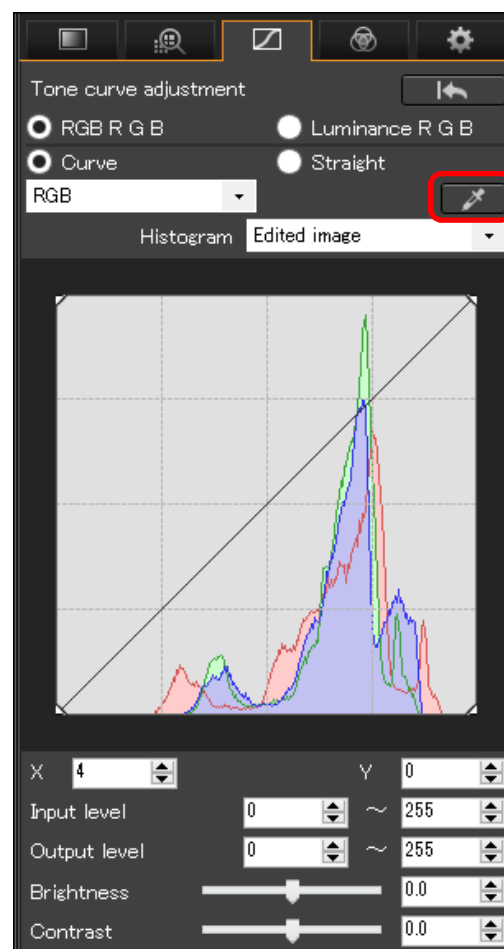 Tone curve adjustment
RGB R G B Luminance R G B
Curve Straight
RGB
Histogram Edited image
X 4 Y 0
Input level 0 ~ 255
Output level 0 ~ 255
Brightness 0.0
Contrast 0.0